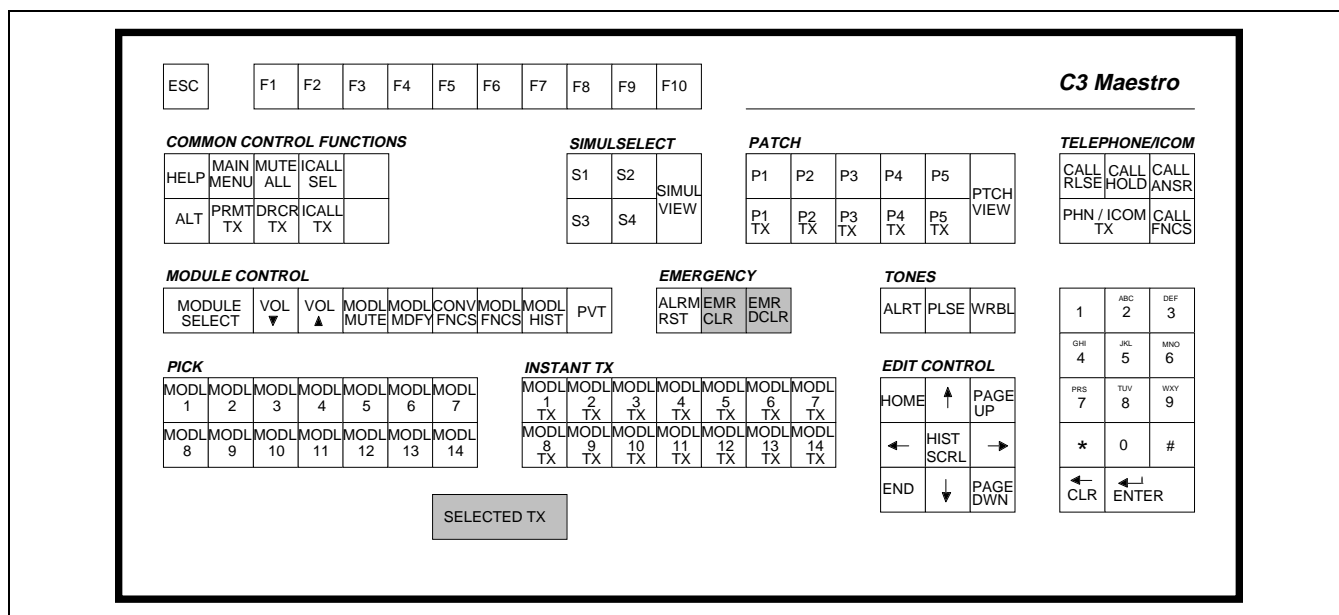 ESC F1 F2 F3 F4 F5 F6 F7 F8 F9 F10 C3 Maestro
COMMON CONTROL FUNCTIONS
HELP MAIN MENU MUTE ALL ICALL SEL
ALT PRMT TX DRCR TX ICALL TX
SIMULSELECT
S1 S2 SIMUL VIEW
S3 S4
PATCH
P1 P2 P3 P4 P5 PTCH VIEW
P1 TX P2 TX P3 TX P4 TX P5 TX
TELEPHONE/ICOM
CALL RLSE CALL HOLD CALL ANSR
PHN / ICOM TX CALL FNCS
MODULE CONTROL
MODULE SELECT VOL ▼ VOL ▲ MODL MUTE MODL MDFY CONV FNCS MODL FNCS MODL HIST PVT
EMERGENCY
ALRM RST EMR CLR EMR DCLR
TONES
ALRT PLSE WRBL
PICK
MODL 1 MODL 2 MODL 3 MODL 4 MODL 5 MODL 6 MODL 7
MODL 8 MODL 9 MODL 10 MODL 11 MODL 12 MODL 13 MODL 14
INSTANT TX
MODL 1 TX MODL 2 TX MODL 3 TX MODL 4 TX MODL 5 TX MODL 6 TX MODL 7 TX
MODL 8 TX MODL 9 TX MODL 10 TX MODL 11 TX MODL 12 TX MODL 13 TX MODL 14 TX
EDIT CONTROL
HOME ↑ PAGE UP
← HIST SCRL →
END ↓ PAGE DWN
1 ABC 2 DEF 3
GHI 4 JKL 5 MNO 6
PRS 7 TUV 8 WXY 9
* 0 #
← CLR ↵ ENTER
SELECTED TX